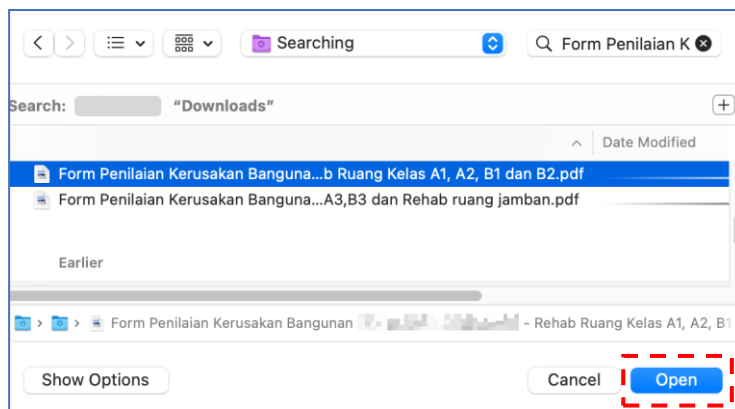 Searching
Form Penilaian K
Search: "Downloads"
Date Modified
Form Penilaian Kerusakan Banguna...b Ruang Kelas A1, A2, B1 dan B2.pdf
Form Penilaian Kerusakan Banguna...A3,B3 dan Rehab ruang jamban.pdf
Earlier
Form Penilaian Kerusakan Bangunan - Rehab Ruang Kelas A1, A2, B1
Show Options
Cancel
Open